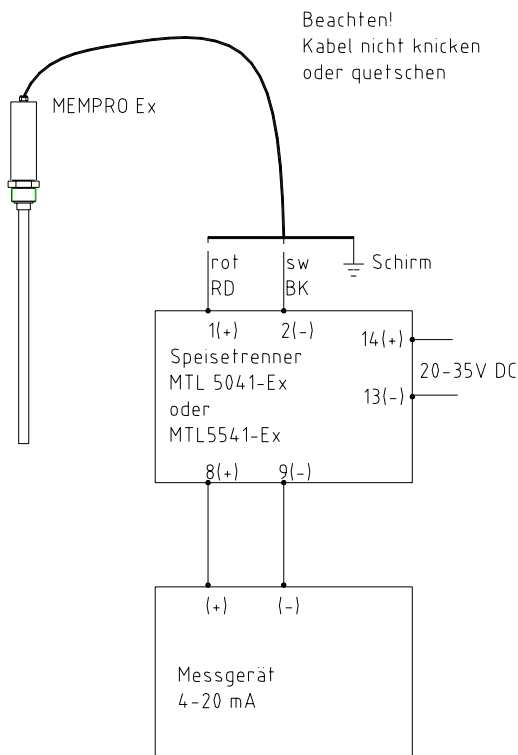 Beachten!
Kabel nicht knicken
oder quetschen
MEMPRO Ex
rot
RD
sw
BK
Schirm
1(+)
2(-)
14(+)
Speisetrenner
MTL 5041-Ex
oder
MTL5541-Ex
20-35V DC
13(-)
8(+)
9(-)
(+)
(-)
Messgerät
4-20 mA